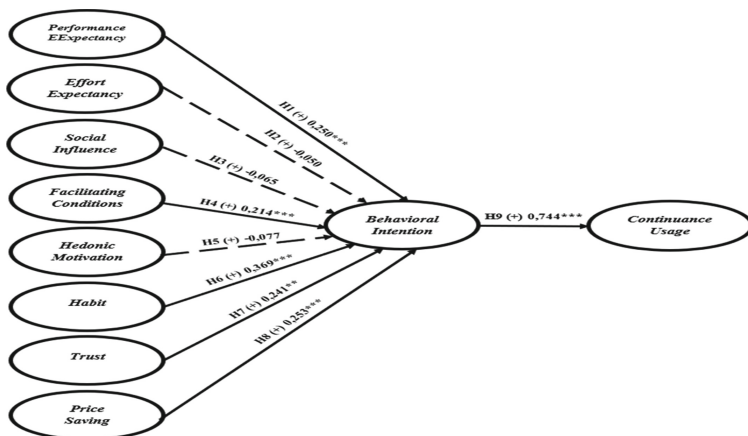 Performance
EExpectancy
Effort
Expectancy
Social
Influence
Facilitating
Conditions
Hedonic
Motivation
Habit
Trust
Price
Saving
H1 (+) 0,250***
H2 (+) -0,050
H3 (+) -0,065
H4 (+) 0,214***
H5 (+) -0,077
H6 (+) 0,369***
H7 (+) 0,241**
H8 (+) 0,253***
Behavioral
Intention
H9 (+) 0,744***
Continuance
Usage